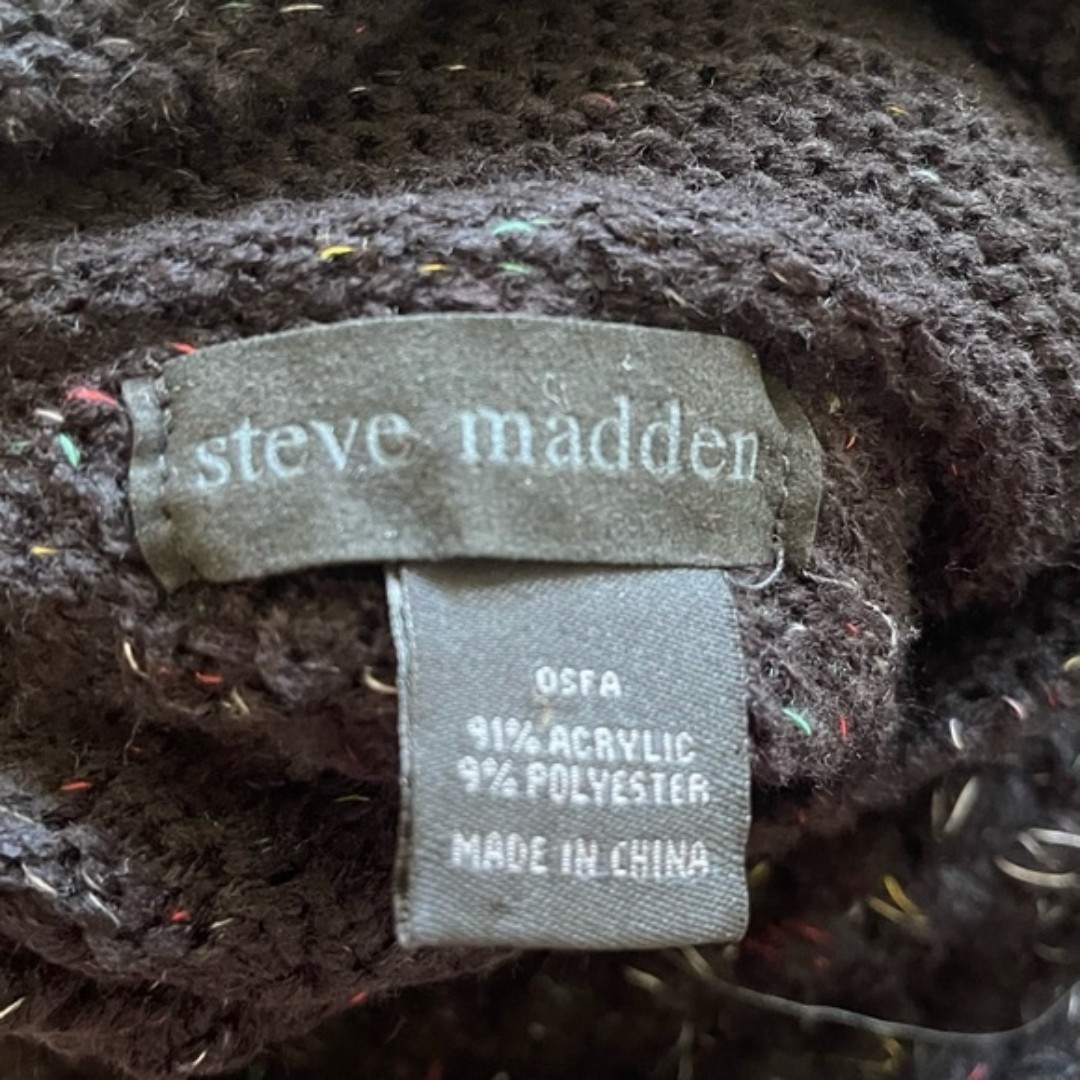 steve madden
OSFA
91% ACRYLIC
9% POLYESTER
MADE IN CHINA